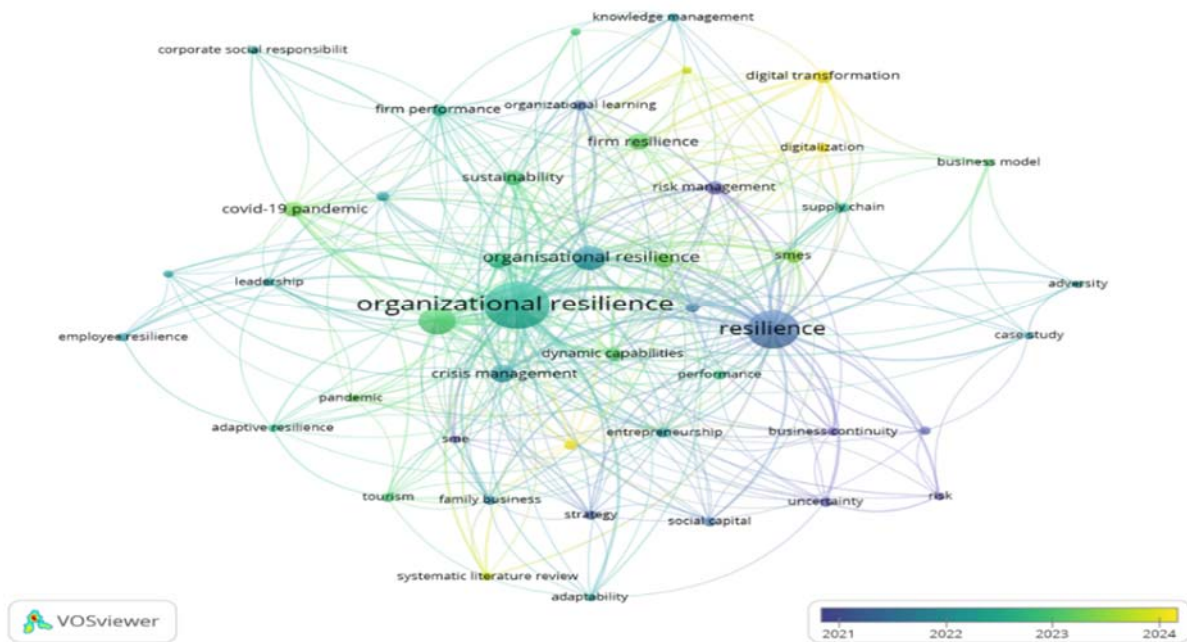 knowledge management
corporate social responsibilit
digital transformation
firm performance
organizational learning
firm resilience
digitalization
business model
sustainability
risk management
covid-19 pandemic
supply chain
organisational resilience
smes
leadership
adversity
organizational resilience
resilience
employee resilience
case study
dynamic capabilities
crisis management
performance
pandemic
adaptive resilience
sme
entrepreneurship
business continuity
tourism
family business
uncertainty
risk
strategy
social capital
systematic literature review
adaptability
VOSviewer
2021 2022 2023 2024